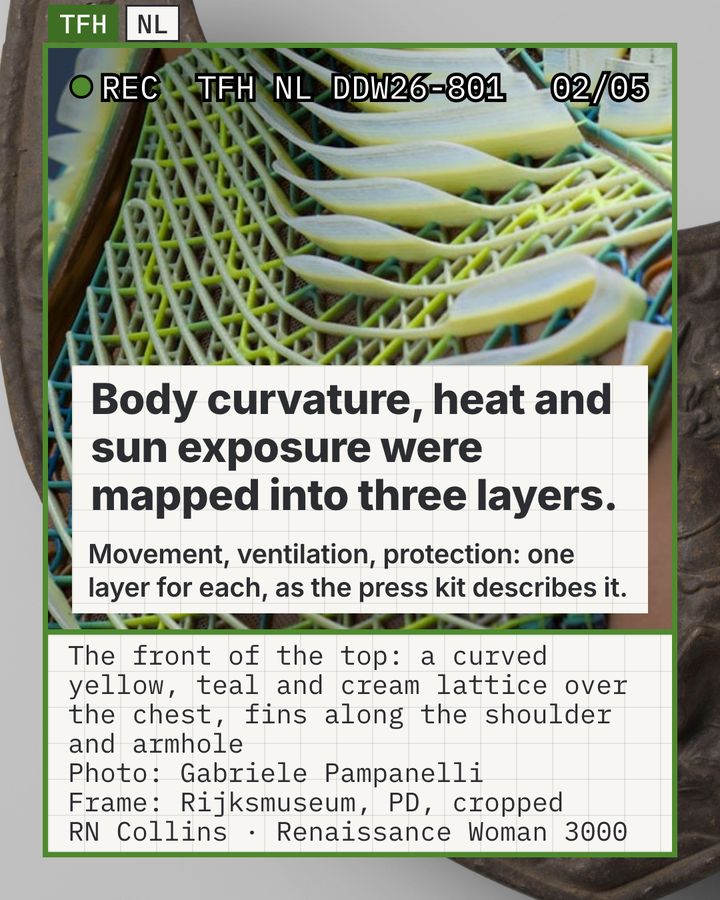 TFH NL
REC TFH NL DDW26-801 02/05
Body curvature, heat and
sun exposure were
mapped into three layers.
Movement, ventilation, protection: one
layer for each, as the press kit describes it.
The front of the top: a curved
yellow, teal and cream lattice over
the chest, fins along the shoulder
and armhole
Photo: Gabriele Pampanelli
Frame: Rijksmuseum, PD, cropped
RN Collins · Renaissance Woman 3000